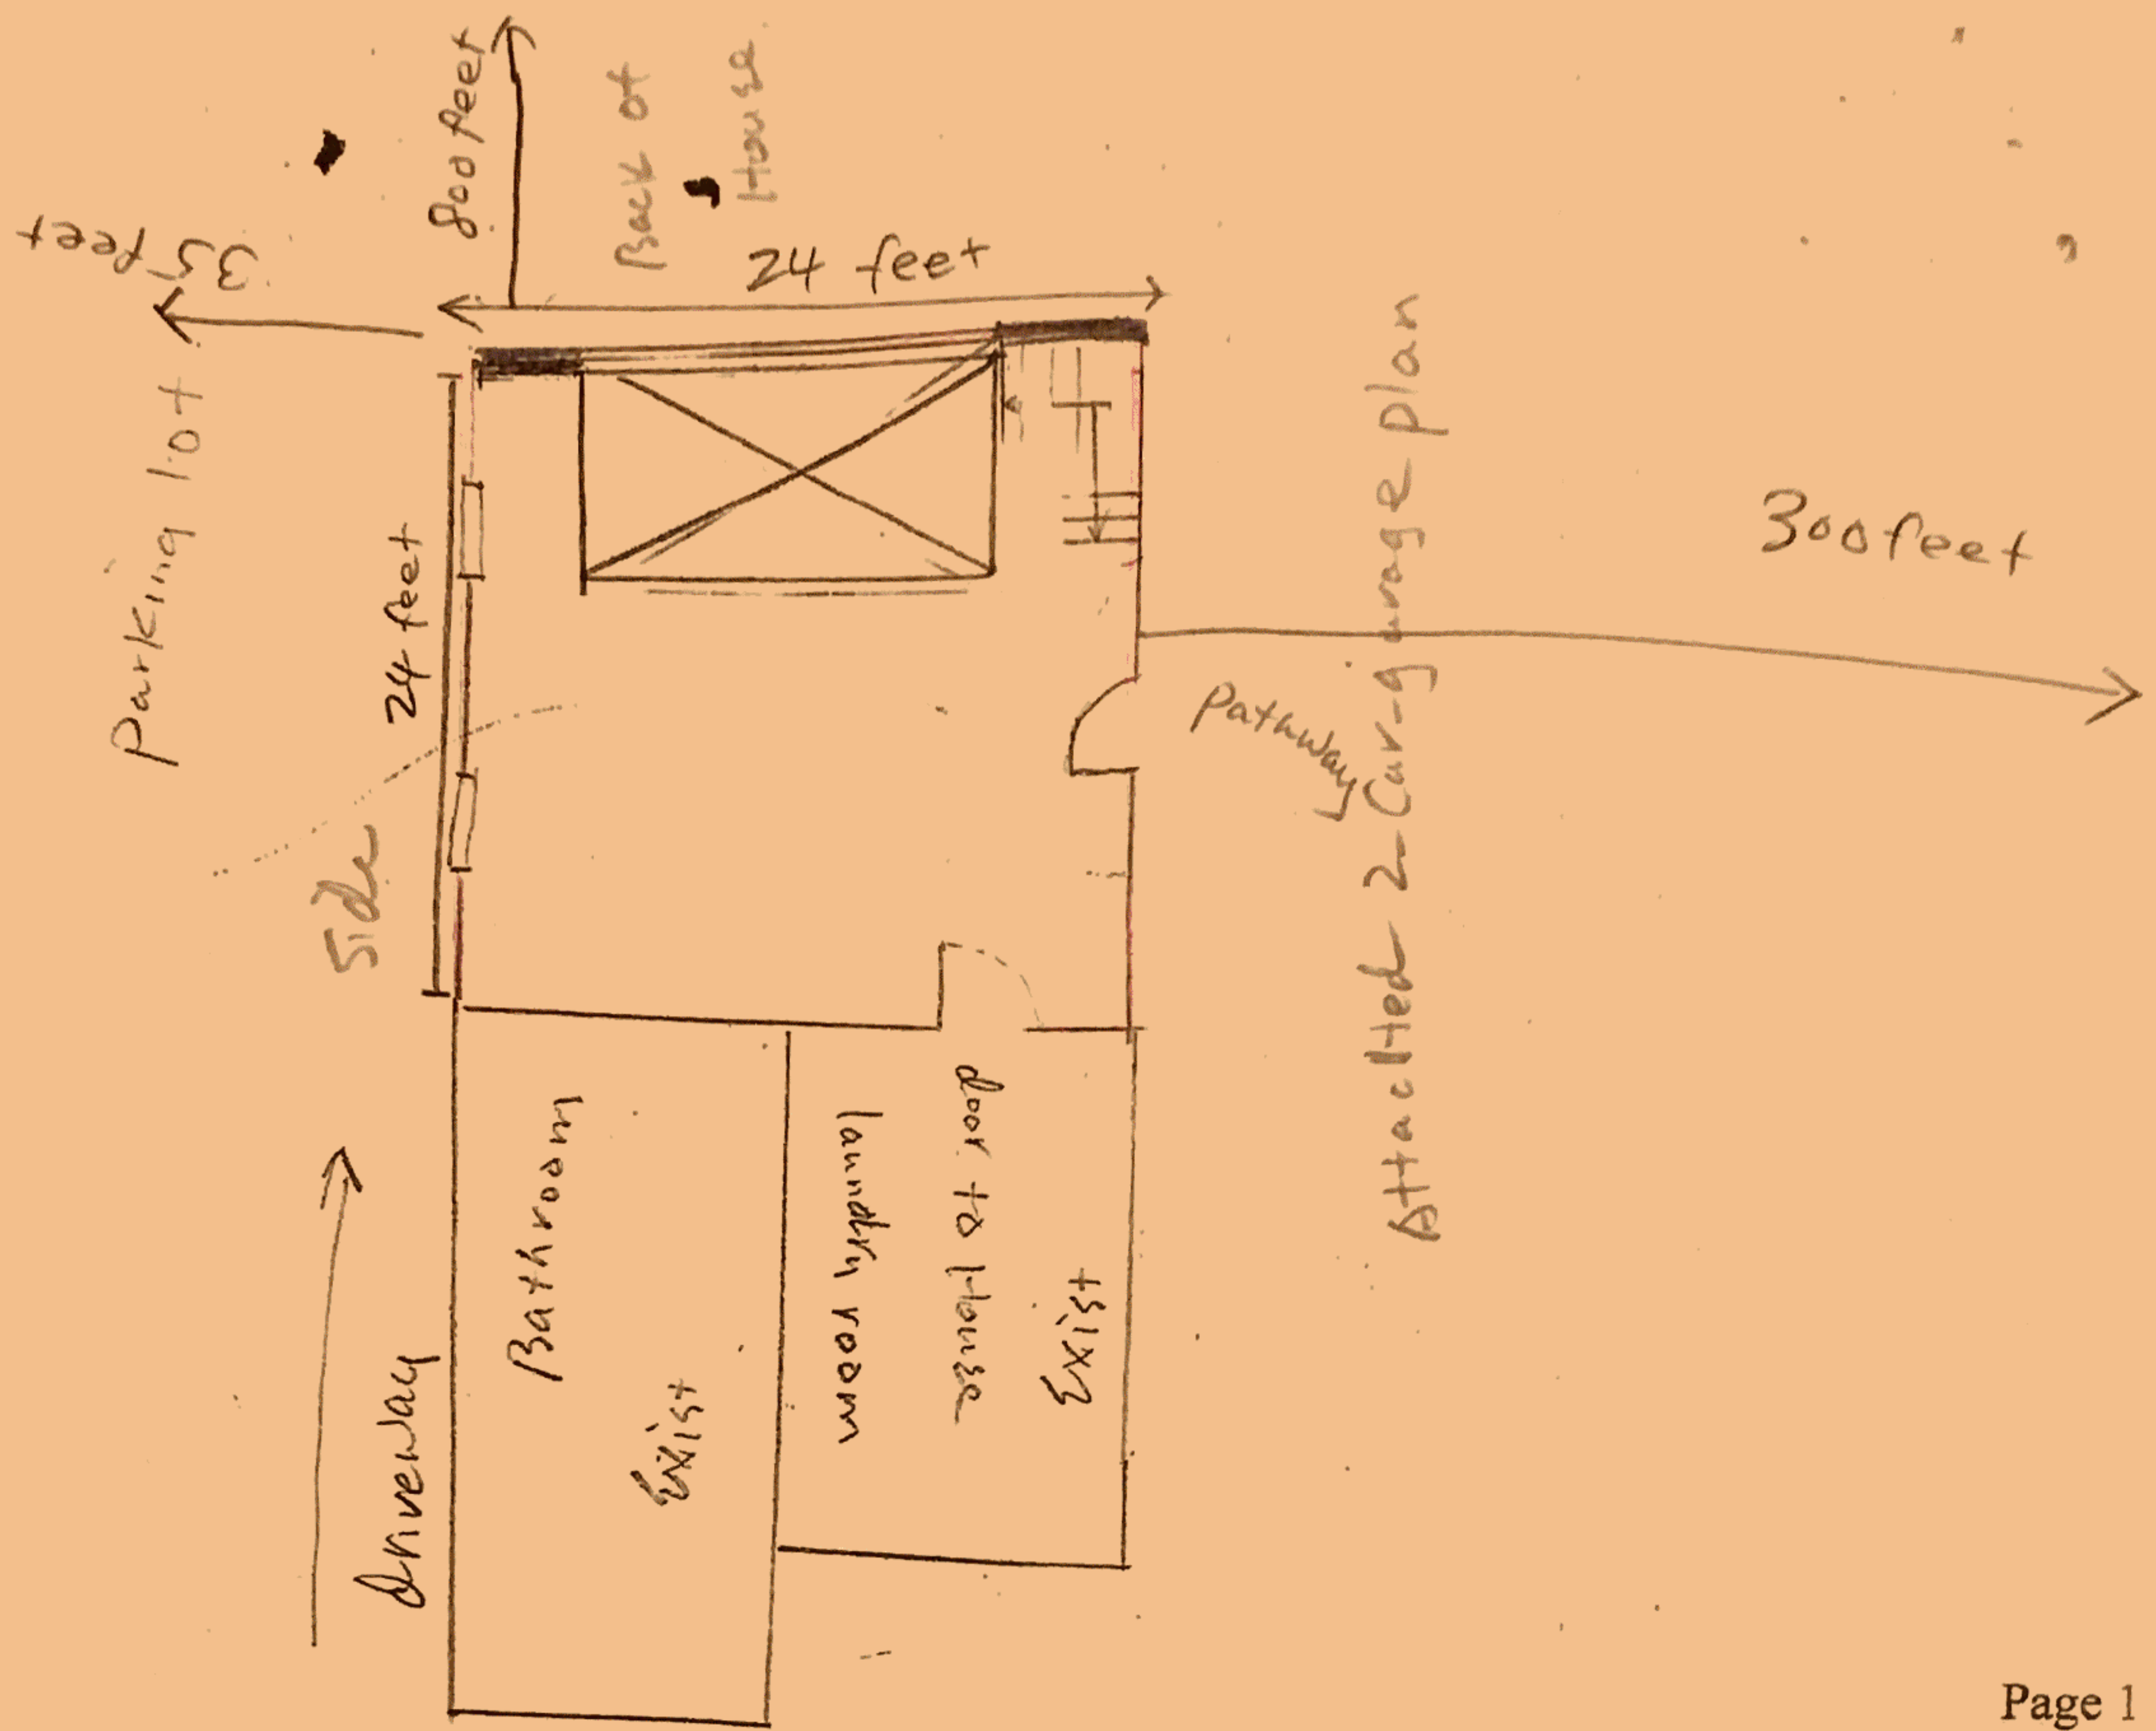 800 feet
Back of
House
35 feet
24 feet
Parking lot
24 feet
300 feet
Pathway
Side
Attached 2 Car-garage plan
Bathroom
Exist
laundry room
door to House
Exist
Driveway
Page 1